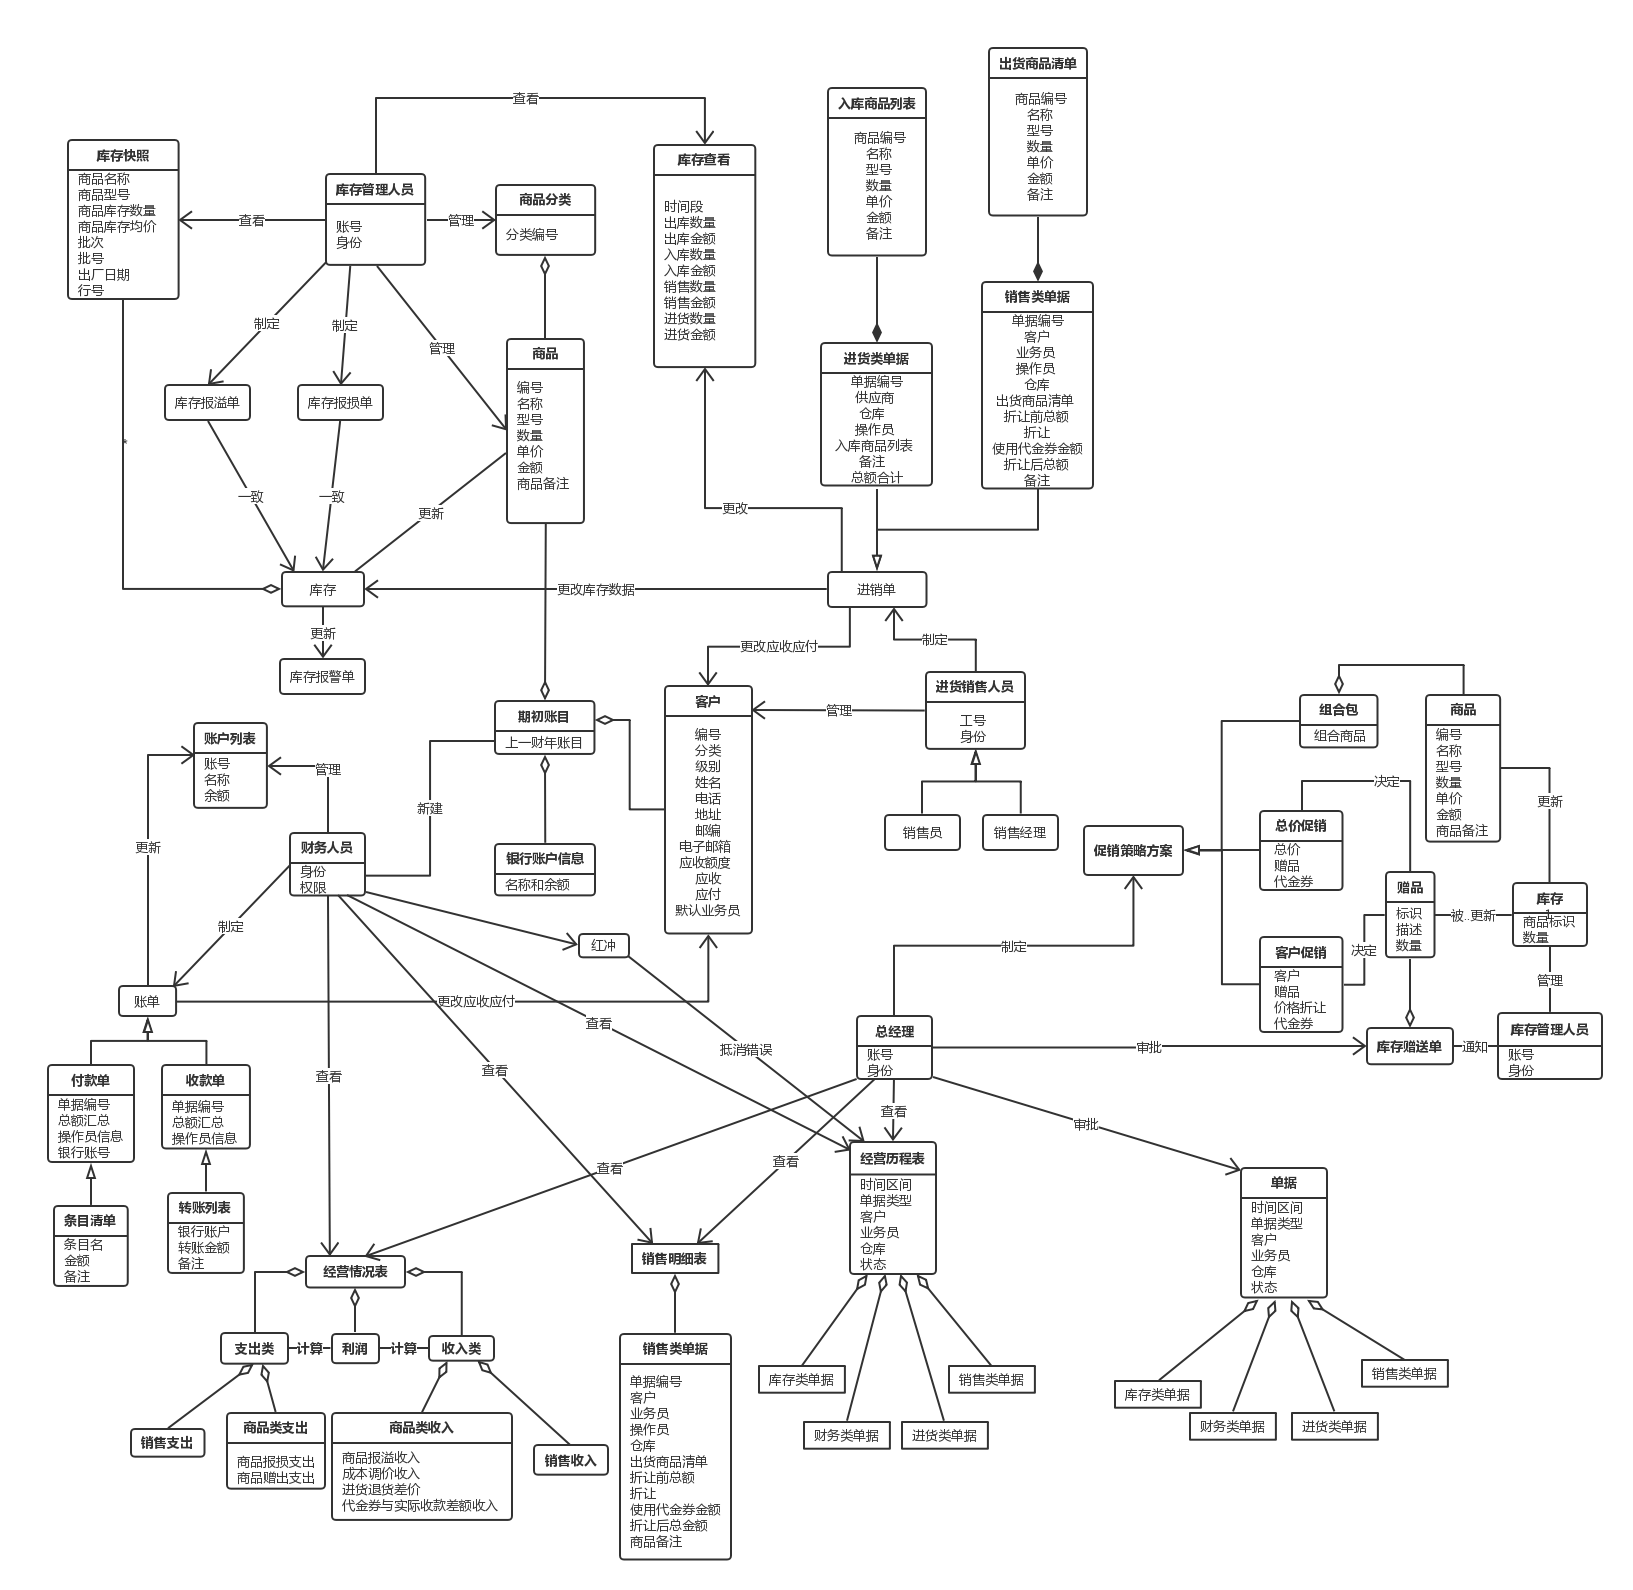 出货商品清单
商品编号
名称
型号
数量
单价
金额
备注
入库商品列表
商品编号
名称
型号
数量
单价
金额
备注
查看
库存快照
商品名称
商品型号
商品库存数量
商品库存均价
批次
批号
出厂日期
行号
查看
库存管理人员
账号
身份
管理
商品分类
分类编号
库存查看
时间段
出库数量
出库金额
入库数量
入库金额
销售数量
销售金额
进货数量
进货金额
制定
制定
管理
进货类单据
单据编号
供应商
仓库
操作员
入库商品列表
备注
总额合计
销售类单据
单据编号
客户
业务员
操作员
仓库
出货商品清单
折让前总额
折让
使用代金券金额
折让后总额
备注
库存报溢单
库存报损单
商品
编号
名称
型号
数量
单价
金额
商品备注
*
一致
一致
更新
更改
库存
更改库存数据
进销单
更新
库存报警单
更改应收应付
制定
进货销售人员
工号
身份
管理
客户
编号
分类
级别
姓名
电话
地址
邮编
电子邮箱
应收额度
应收
应付
默认业务员
期初账目
上一财年账目
账户列表
账号
名称
余额
管理
新建
更新
财务人员
身份
权限
银行账户信息
名称和余额
销售员
销售经理
促销策略方案
组合包
组合商品
商品
编号
名称
型号
数量
单价
金额
商品备注
决定
更新
总价促销
总价
赠品
代金券
赠品
标识
描述
数量
被..更新
库存
商品标识
数量
客户促销
客户
赠品
价格折让
代金券
决定
管理
制定
红冲
制定
账单
更改应收应付
查看
抵消错误
总经理
账号
身份
审批
库存赠送单
通知
库存管理人员
账号
身份
付款单
单据编号
总额汇总
操作员信息
银行账号
收款单
单据编号
总额汇总
操作员信息
查看
查看
查看
审批
查看
查看
经营历程表
时间区间
单据类型
客户
业务员
仓库
状态
单据
时间区间
单据类型
客户
业务员
仓库
状态
条目清单
条目名
金额
备注
转账列表
银行账户
转账金额
备注
经营情况表
销售明细表
支出类
计算
利润
计算
收入类
销售类单据
单据编号
客户
业务员
操作员
仓库
出货商品清单
折让前总额
折让
使用代金券金额
折让后总金额
商品备注
库存类单据
销售类单据
财务类单据
进货类单据
库存类单据
销售类单据
财务类单据
进货类单据
销售支出
商品类支出
商品报损支出
商品赠出支出
商品类收入
商品报溢收入
成本调价收入
进货退货差价
代金券与实际收款差额收入
销售收入